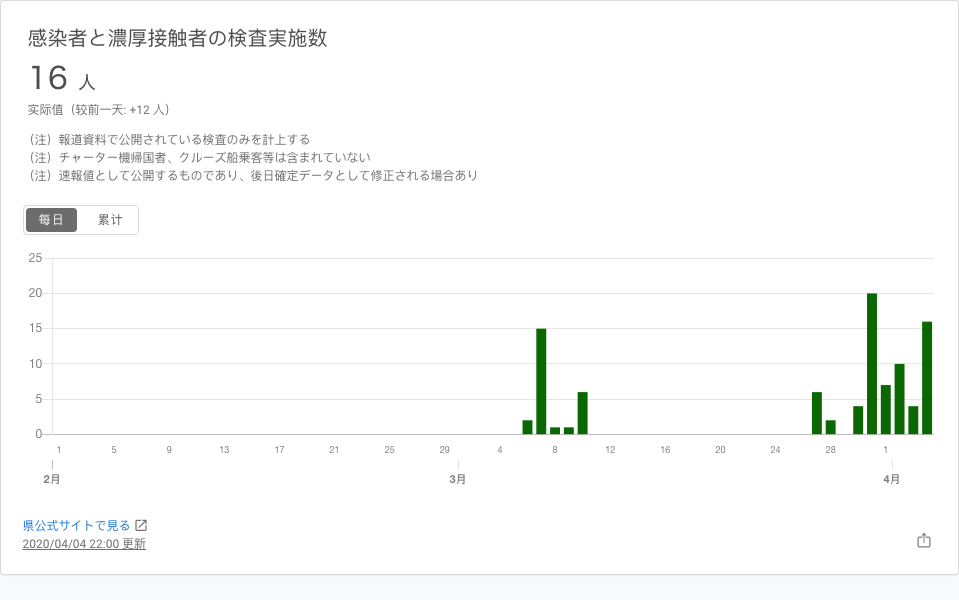 感染者と濃厚接触者の検査実施数
16 人
实际值（较前一天: +12 人）
（注）報道資料で公開されている検査のみを計上する
（注）チャーター機帰国者、クルーズ船乗客等は含まれていない
（注）速報値として公開するものであり、後日確定データとして修正される場合あり
每日 累计
25
20
15
10
5
0
1 5 9 13 17 21 25 29 4 8 12 16 20 24 28 1
2月 3月 4月
県公式サイトで見る
2020/04/04 22:00 更新